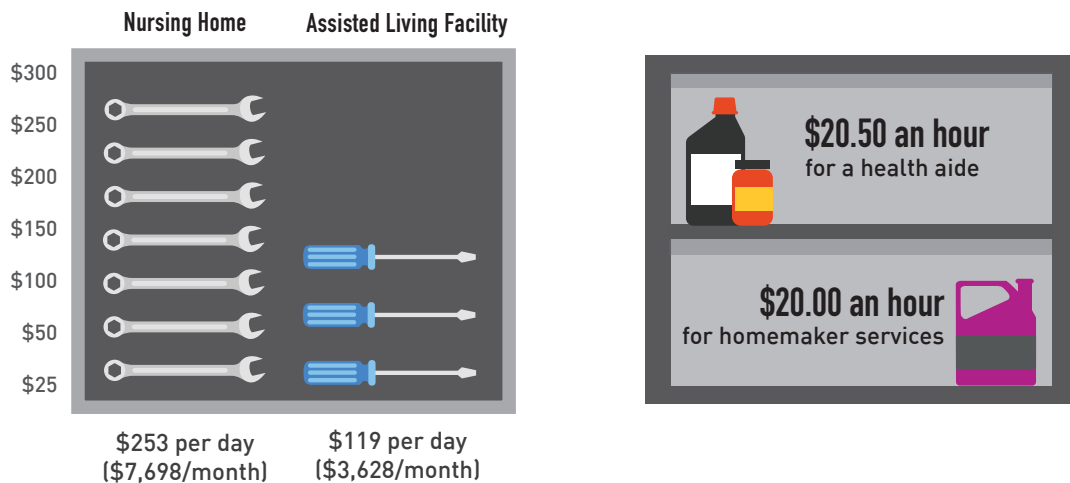 Nursing Home
Assisted Living Facility
$300
$250
$200
$150
$100
$50
$25
$253 per day
($7,698/month)
$119 per day
($3,628/month)
$20.50 an hour
for a health aide
$20.00 an hour
for homemaker services